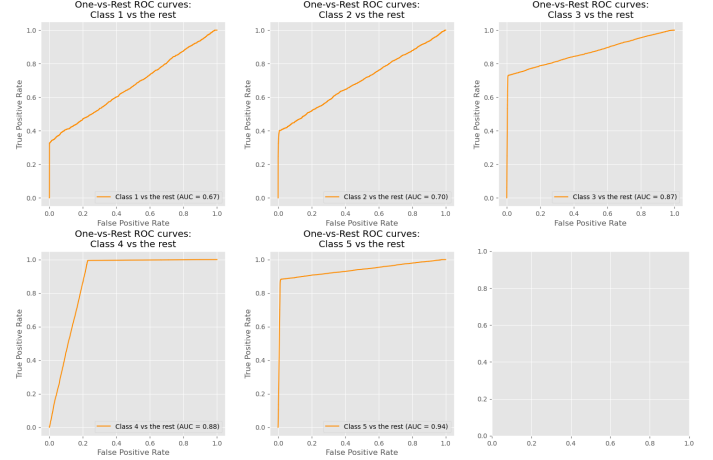 One-vs-Rest ROC curves:
Class 1 vs the rest
True Positive Rate
1.0
0.8
0.6
0.4
0.2
0.0
Class 1 vs the rest (AUC = 0.67)
0.0 0.2 0.4 0.6 0.8 1.0
False Positive Rate
One-vs-Rest ROC curves:
Class 2 vs the rest
True Positive Rate
1.0
0.8
0.6
0.4
0.2
0.0
Class 2 vs the rest (AUC = 0.70)
0.0 0.2 0.4 0.6 0.8 1.0
False Positive Rate
One-vs-Rest ROC curves:
Class 3 vs the rest
True Positive Rate
1.0
0.8
0.6
0.4
0.2
0.0
Class 3 vs the rest (AUC = 0.87)
0.0 0.2 0.4 0.6 0.8 1.0
False Positive Rate
One-vs-Rest ROC curves:
Class 4 vs the rest
True Positive Rate
1.0
0.8
0.6
0.4
0.2
0.0
Class 4 vs the rest (AUC = 0.88)
0.0 0.2 0.4 0.6 0.8 1.0
False Positive Rate
One-vs-Rest ROC curves:
Class 5 vs the rest
True Positive Rate
1.0
0.8
0.6
0.4
0.2
0.0
Class 5 vs the rest (AUC = 0.94)
0.0 0.2 0.4 0.6 0.8 1.0
False Positive Rate
1.0
0.8
0.6
0.4
0.2
0.0
0.0 0.2 0.4 0.6 0.8 1.0